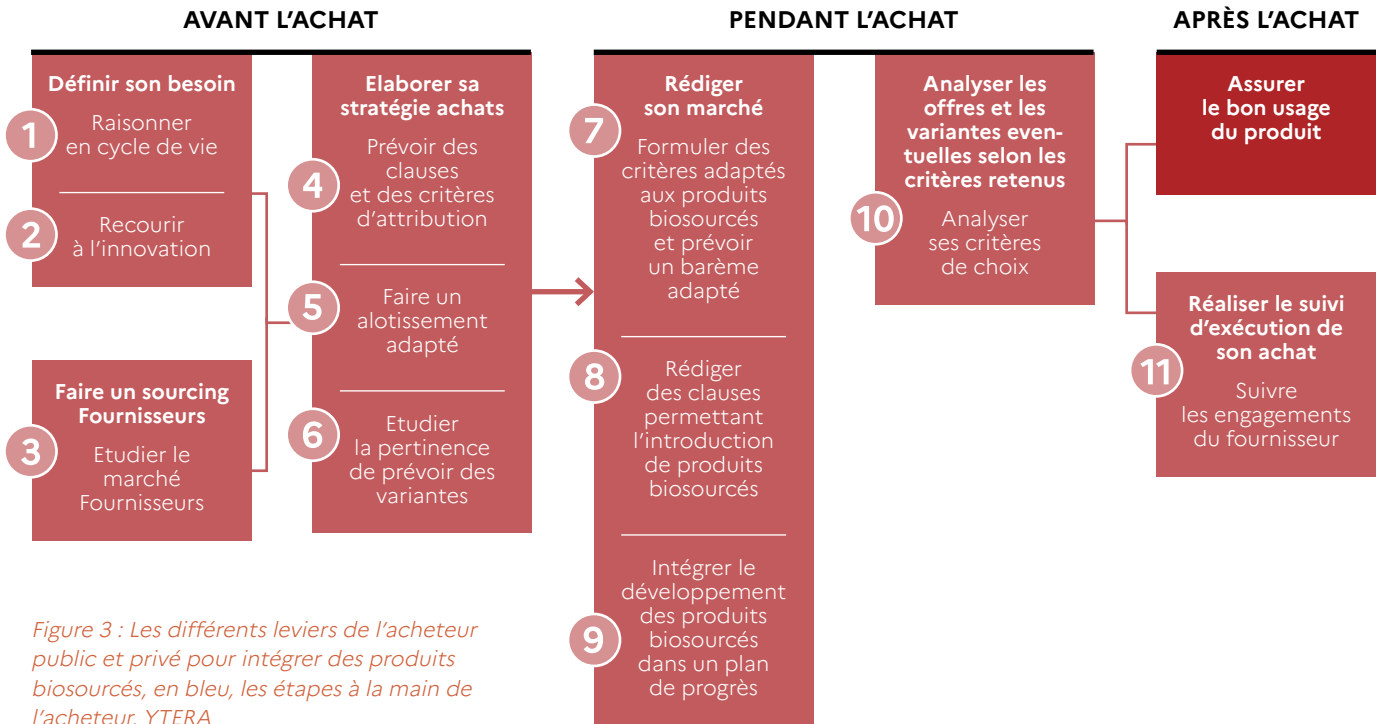 AVANT L'ACHAT
Définir son besoin
1
Raisonner
en cycle de vie
2
Recourir
à l'innovation
Faire un sourcing
Fournisseurs
3
Etudier le
marché
Fournisseurs
Elaborer sa
stratégie achats
4
Prévoir des
clauses
et des critères
d'attribution
5
Faire un
alotissement
adapté
6
Etudier
la pertinence
de prévoir des
variantes
PENDANT L'ACHAT
Rédiger
son marché
7
Formuler des
critères adaptés
aux produits
biosourcés
et prévoir
un barème
adapté
8
Rédiger
des clauses
permettant
l'introduction
de produits
biosourcés
9
Intégrer le
développement
des produits
biosourcés
dans un plan
de progrès
Analyser les
offres et les
variantes even-
tuelles selon les
critères retenus
10
Analyser
ses critères
de choix
APRÈS L'ACHAT
Assurer
le bon usage
du produit
Réaliser le suivi
d'exécution de
son achat
11
Suivre
les engagements
du fournisseur
Figure 3 : Les différents leviers de l'acheteur
public et privé pour intégrer des produits
biosourcés, en bleu, les étapes à la main de
l'acheteur. YTERA